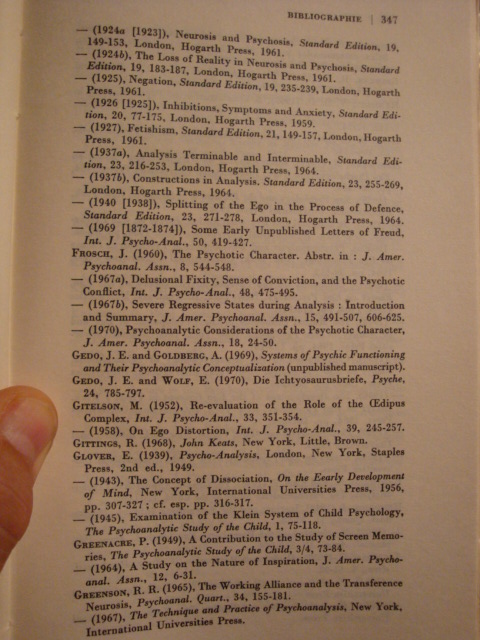 BIBLIOGRAPHIE | 347
— (1924a [1923]), Neurosis and Psychosis, Standard Edition, 19,
149-153, London, Hogarth Press, 1961.
— (1924b), The Loss of Reality in Neurosis and Psychosis, Standard
Edition, 19, 183-187, London, Hogarth Press, 1961.
— (1925), Negation, Standard Edition, 19, 235-239, London, Hogarth
Press, 1961.
— (1926 [1925]), Inhibitions, Symptoms and Anxiety, Standard Edi-
tion, 20, 77-175, London, Hogarth Press, 1959.
— (1927), Fetishism, Standard Edition, 21, 149-157, London, Hogarth
Press, 1961.
— (1937a), Analysis Terminable and Interminable, Standard Edi-
tion, 23, 216-253, London, Hogarth Press, 1964.
— (1937b), Constructions in Analysis. Standard Edition, 23, 255-269,
London, Hogarth Press, 1964.
— (1940 [1938]), Splitting of the Ego in the Process of Defence,
Standard Edition, 23, 271-278, London, Hogarth Press, 1964.
— (1969 [1872-1874]), Some Early Unpublished Letters of Freud,
Int. J. Psycho-Anal., 50, 419-427.
FROSCH, J. (1960), The Psychotic Character. Abstr. in : J. Amer.
Psychoanal. Assn., 8, 544-548.
— (1967a), Delusional Fixity, Sense of Conviction, and the Psychotic
Conflict, Int. J. Psycho-Anal., 48, 475-495.
— (1967b), Severe Regressive States during Analysis : Introduction
and Summary, J. Amer. Psychoanal. Assn., 15, 491-507, 606-625.
— (1970), Psychoanalytic Considerations of the Psychotic Character,
J. Amer. Psychoanal. Assn., 18, 24-50.
GEDO, J. E. and GOLDBERG, A. (1969), Systems of Psychic Functioning
and Their Psychoanalytic Conceptualization (unpublished manuscript).
GEDO, J. E. and WOLF, E. (1970), Die Ichtyosaurusbriefe, Psyche,
24, 785-797.
GITELSON, M. (1952), Re-evaluation of the Role of the Œdipus
Complex, Int. J. Psycho-Anal., 33, 351-354.
— (1958), On Ego Distortion, Int. J. Psycho-Anal., 39, 245-257.
GITTINGS, R. (1968), John Keats, New York, Little, Brown.
GLOVER, E. (1939), Psycho-Analysis, London, New York, Staples
Press, 2nd ed., 1949.
— (1943), The Concept of Dissociation, On the Eearly Development
of Mind, New York, International Universities Press, 1956,
pp. 307-327 ; cf. esp. pp. 316-317.
— (1945), Examination of the Klein System of Child Psychology,
The Psychoanalytic Study of the Child, 1, 75-118.
GREENACRE, P. (1949), A Contribution to the Study of Screen Memo-
ries, The Psychoanalytic Study of the Child, 3/4, 73-84.
— (1964), A Study on the Nature of Inspiration, J. Amer. Psycho-
anal. Assn., 12, 6-31.
GREENSON, R. R. (1965), The Working Alliance and the Transference
Neurosis, Psychoanal. Quart., 34, 155-181.
— (1967), The Technique and Practice of Psychoanalysis, New York,
International Universities Press.